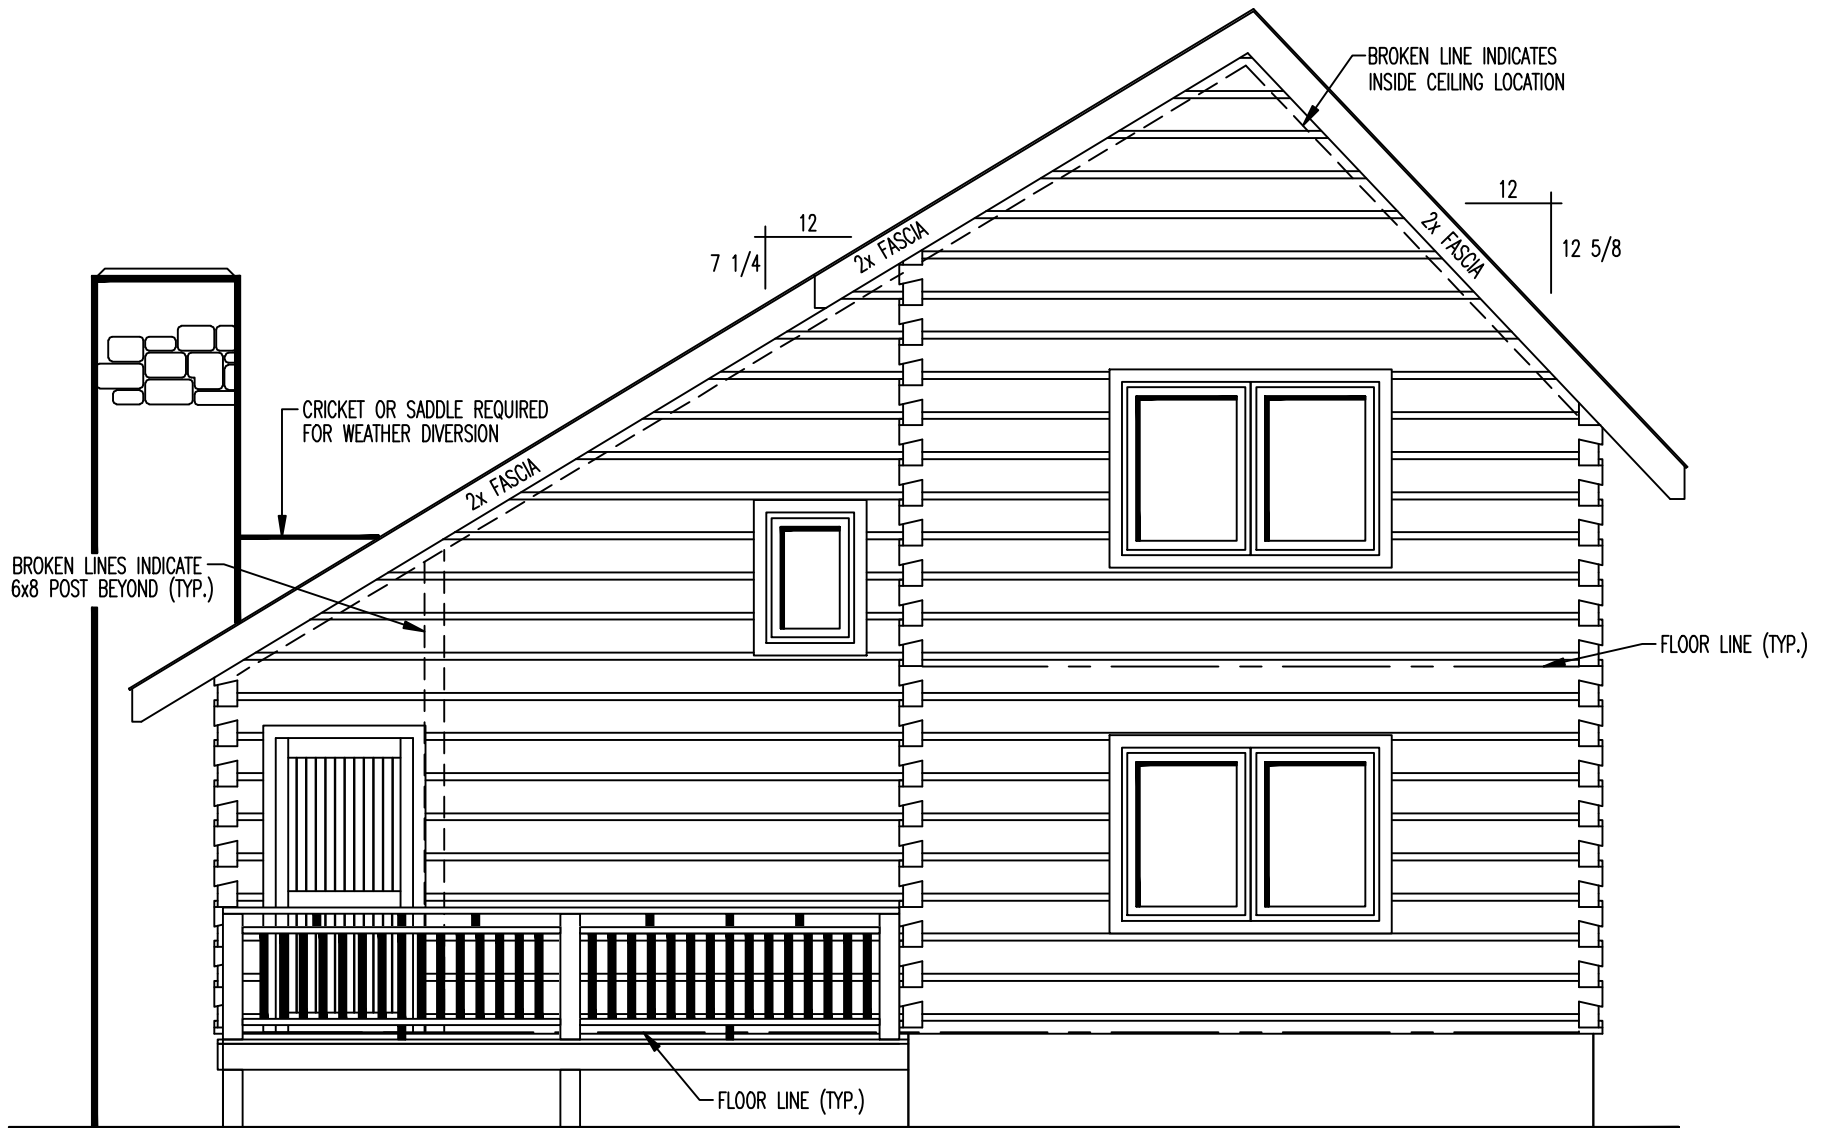 BROKEN LINE INDICATES
INSIDE CEILING LOCATION
12
12 5/8
2x FASCIA
12
7 1/4
2x FASCIA
CRICKET OR SADDLE REQUIRED
FOR WEATHER DIVERSION
2x FASCIA
BROKEN LINES INDICATE
6x8 POST BEYOND (TYP.)
FLOOR LINE (TYP.)
FLOOR LINE (TYP.)